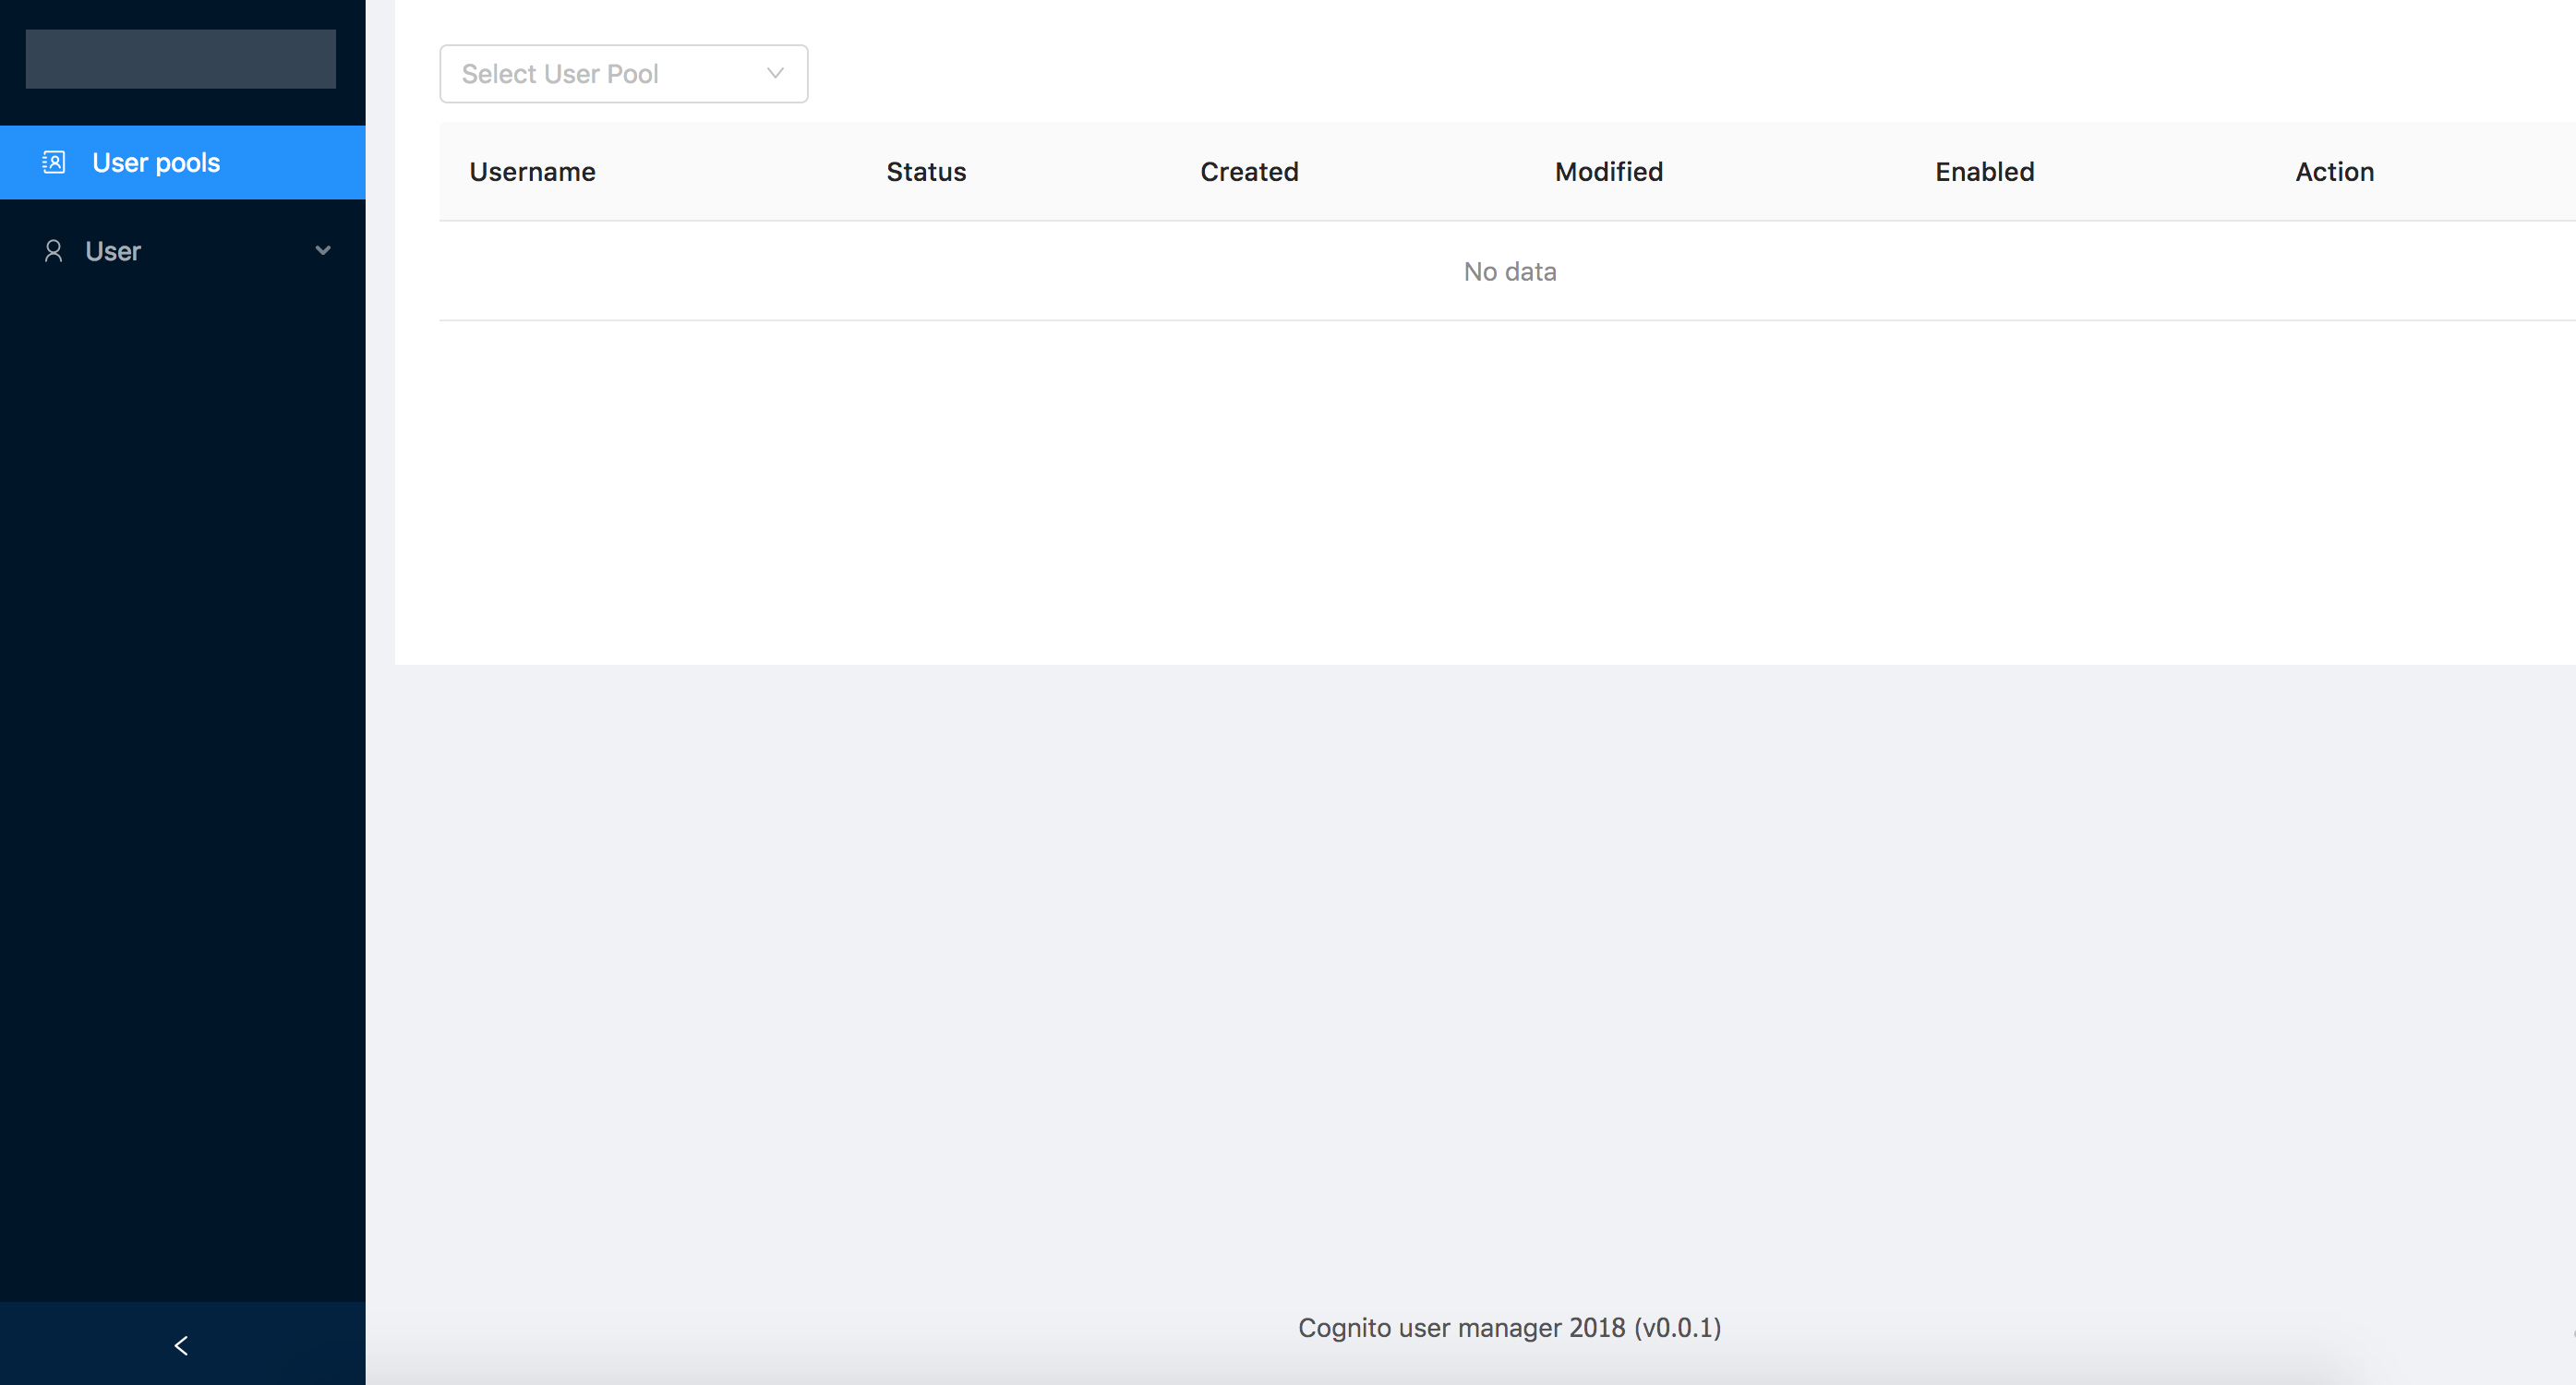 Select User Pool
User pools
User
Username Status Created Modified Enabled Action
No data
Cognito user manager 2018 (v0.0.1)